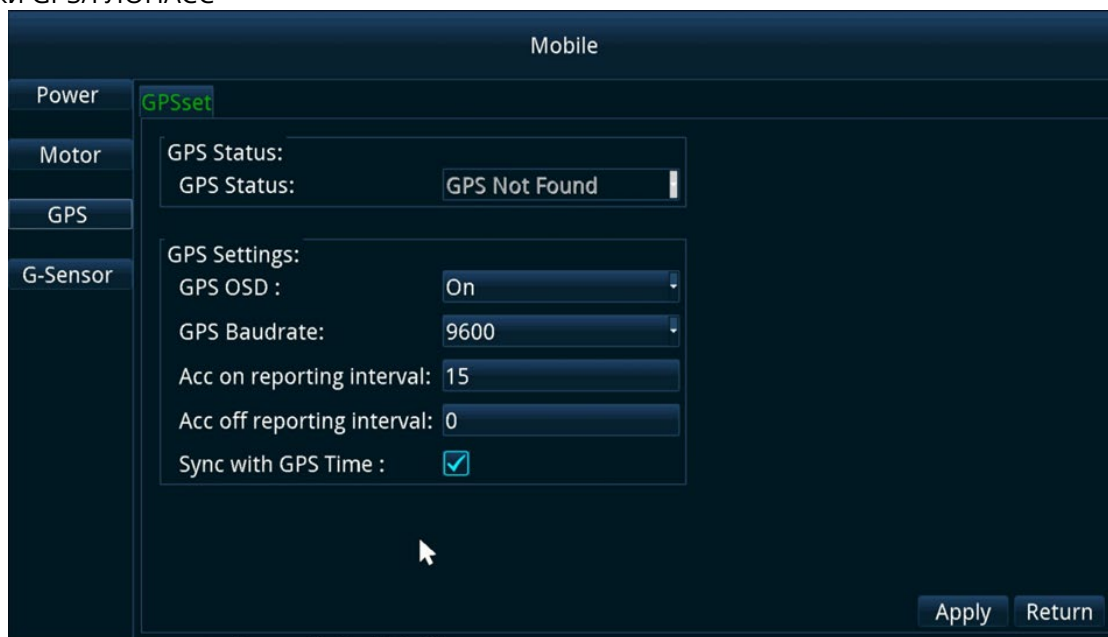 Mobile
Power
GPSset
Motor
GPS Status:
GPS Status: GPS Not Found
GPS
GPS Settings:
G-Sensor
GPS OSD : On
GPS Baudrate: 9600
Acc on reporting interval: 15
Acc off reporting interval: 0
Sync with GPS Time :
Apply Return